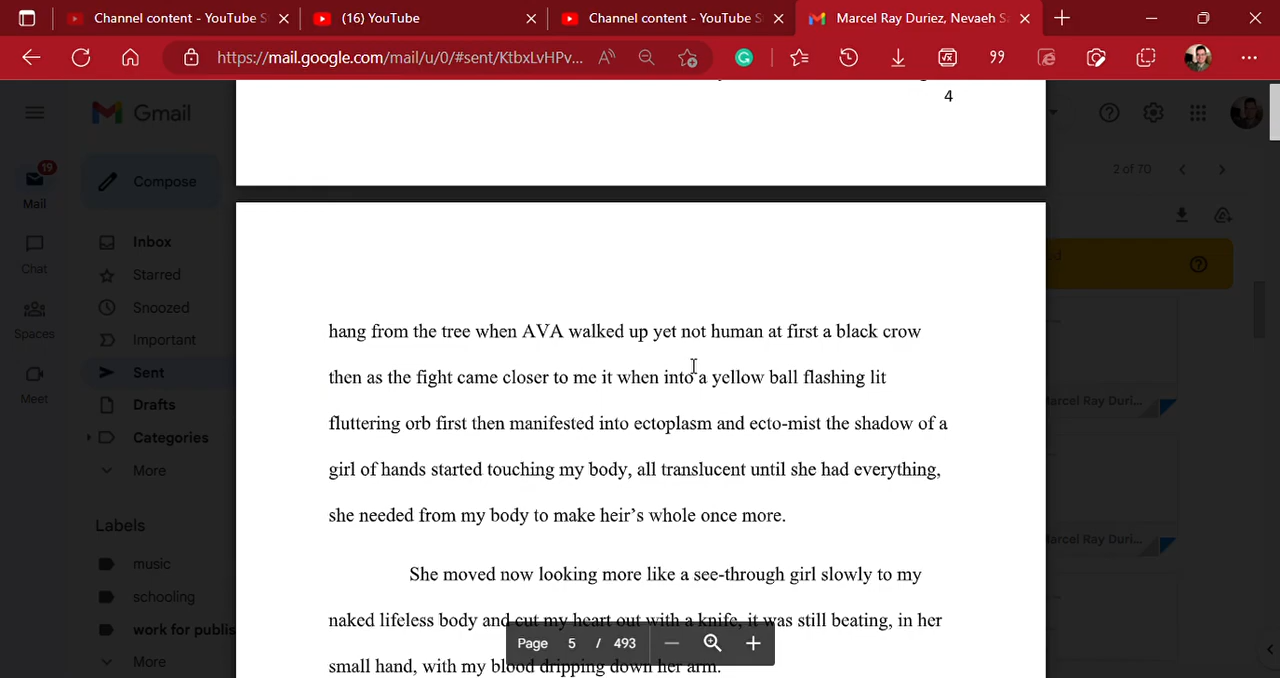 Channel content - YouTube S
(16) YouTube
Channel content - YouTube S
Marcel Ray Duriez, Nevaeh Sa
https://mail.google.com/mail/u/0/#sent/KtbxLvHPv...
4
Gmail
19
Mail
Compose
2 of 70
Chat
Inbox
Starred
Spaces
Snoozed
Important
Meet
Sent
Drafts
Categories
More
Labels
music
schooling
work for publis
More
Marcel Ray Duri...
Marcel Ray Duri...
hang from the tree when AVA walked up yet not human at first a black crow
then as the fight came closer to me it when into a yellow ball flashing lit
fluttering orb first then manifested into ectoplasm and ecto-mist the shadow of a
girl of hands started touching my body, all translucent until she had everything,
she needed from my body to make heir’s whole once more.
She moved now looking more like a see-through girl slowly to my
naked lifeless body and cut my heart out with a knife, it was still beating, in her
small hand, with my blood dripping down her arm.
Page 5 / 493